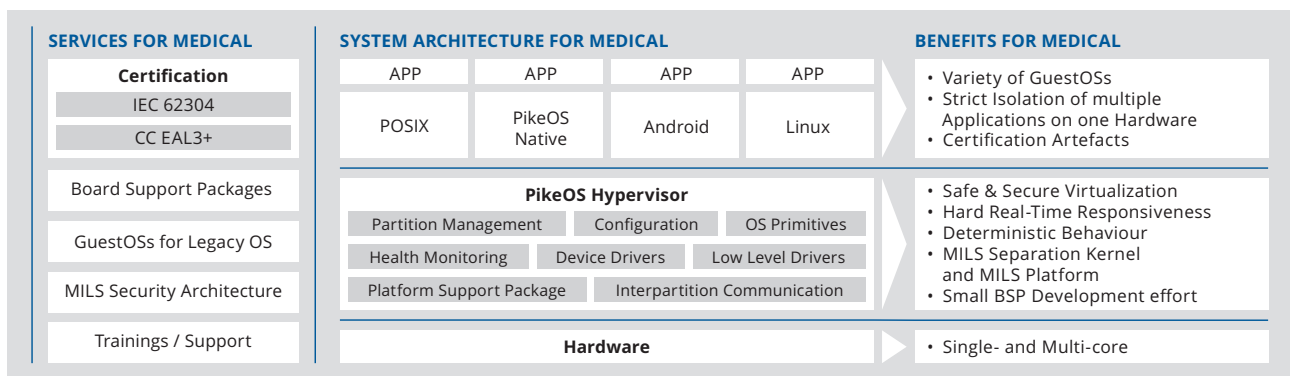 SERVICES FOR MEDICAL
Certification
IEC 62304
CC EAL3+
Board Support Packages
GuestOSs for Legacy OS
MILS Security Architecture
Trainings / Support
SYSTEM ARCHITECTURE FOR MEDICAL
APP APP APP APP
POSIX
PikeOS
Native
Android
Linux
PikeOS Hypervisor
Partition Management Configuration OS Primitives
Health Monitoring Device Drivers Low Level Drivers
Platform Support Package Interpartition Communication
Hardware
BENEFITS FOR MEDICAL
• Variety of GuestOSs
• Strict Isolation of multiple
Applications on one Hardware
• Certification Artefacts
• Safe & Secure Virtualization
• Hard Real-Time Responsiveness
• Deterministic Behaviour
• MILS Separation Kernel
and MILS Platform
• Small BSP Development effort
• Single- and Multi-core